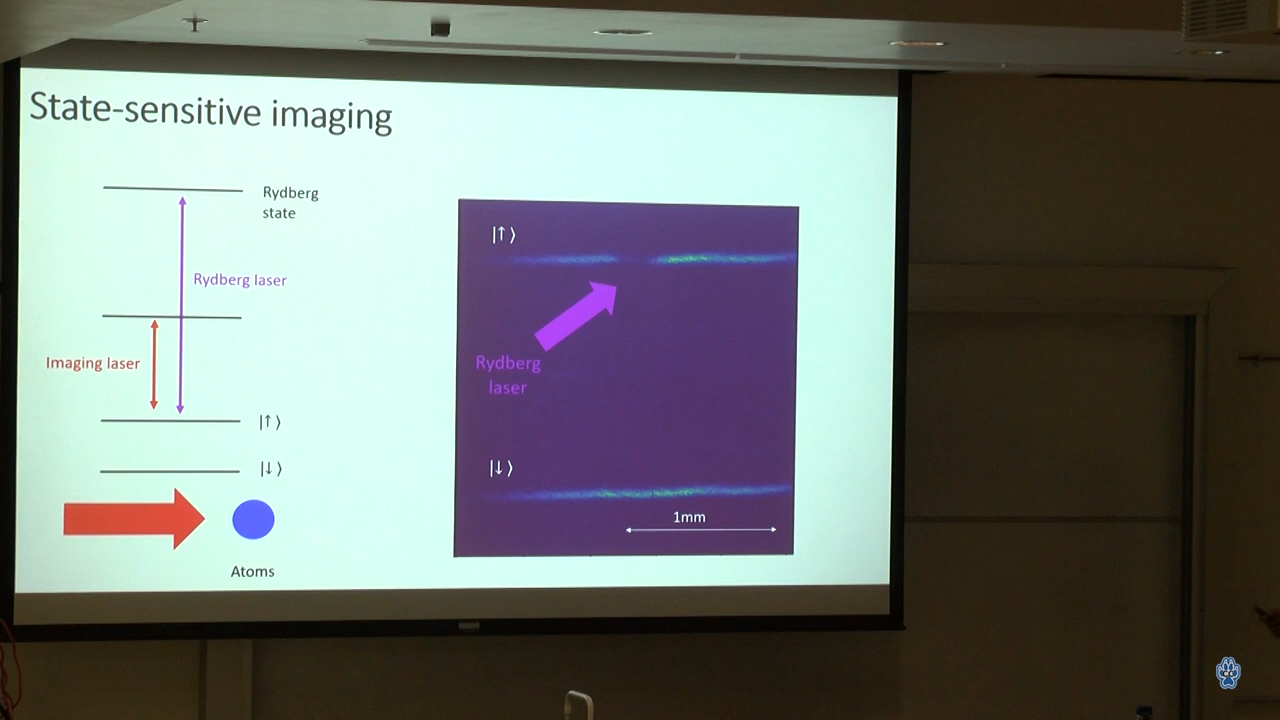 State-sensitive imaging
Rydberg
state
Rydberg laser
Imaging laser
|↑⟩
|↓⟩
Atoms
|↑⟩
Rydberg
laser
|↓⟩
1mm